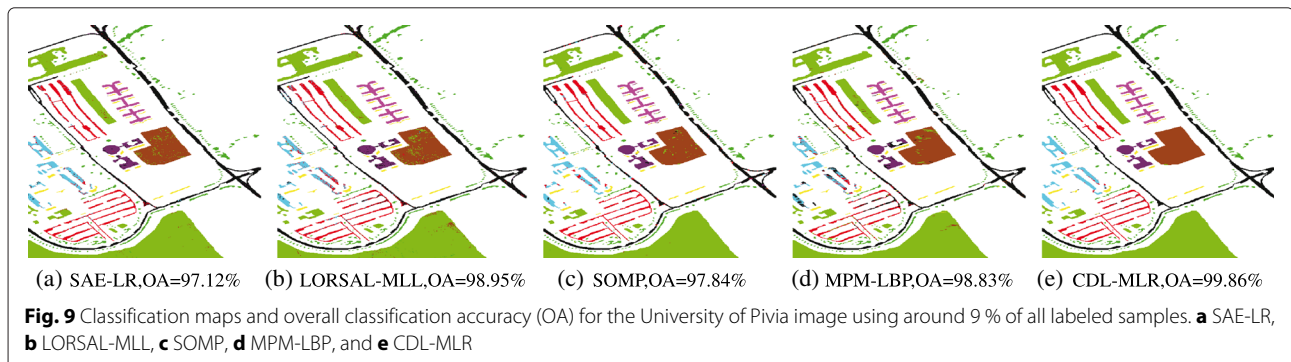 (a) SAE-LR,OA=97.12%
(b) LORSAL-MLL,OA=98.95%
(c) SOMP,OA=97.84%
(d) MPM-LBP,OA=98.83%
(e) CDL-MLR,OA=99.86%
Fig. 9 Classification maps and overall classification accuracy (OA) for the University of Pivia image using around 9 % of all labeled samples. a SAE-LR,
b LORSAL-MLL, c SOMP, d MPM-LBP, and e CDL-MLR